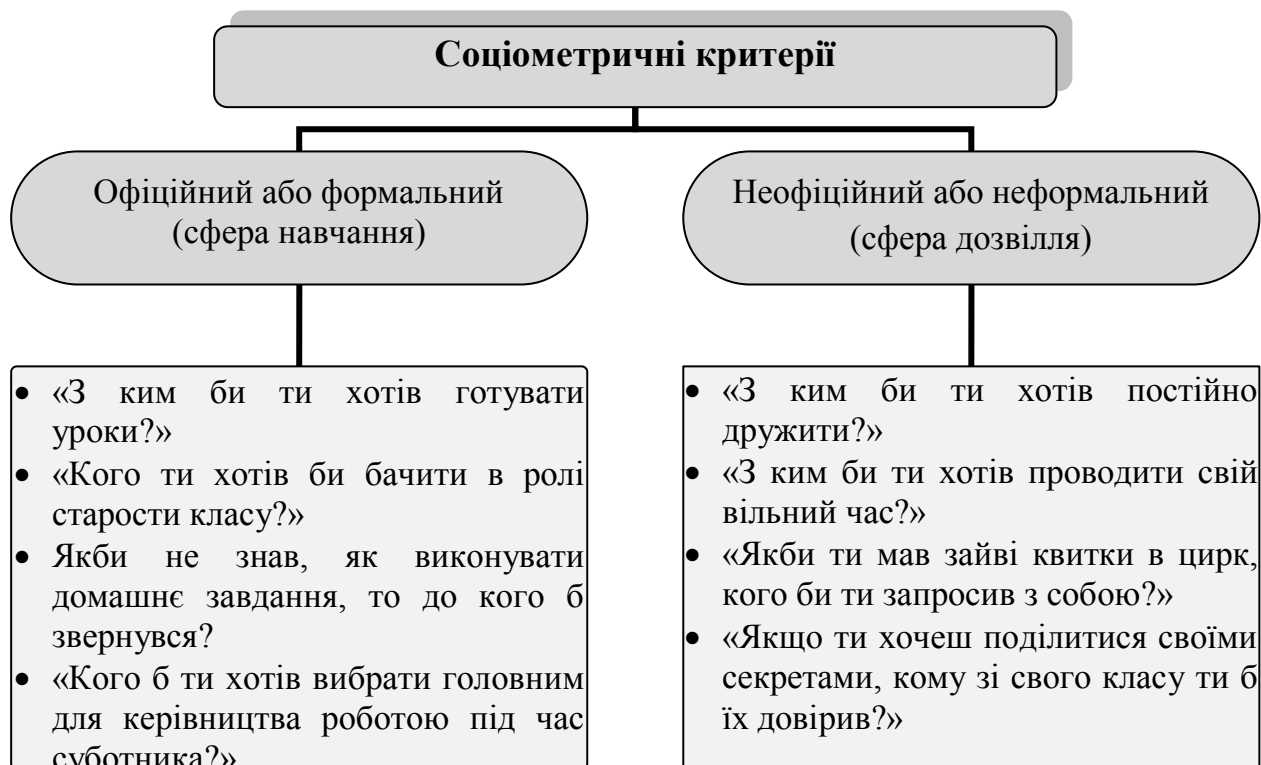 Соціометричні критерії
Офіційний або формальний
(сфера навчання)
Неофіційний або неформальний
(сфера дозвілля)
• «З ким би ти хотів готувати
уроки?»
• «Кого ти хотів би бачити в ролі
старости класу?»
• Якби не знав, як виконувати
домашнє завдання, то до кого б
звернувся?
• «Кого б ти хотів вибрати головним
для керівництва роботою під час
суботника?»
• «З ким би ти хотів постійно
дружити?»
• «З ким би ти хотів проводити свій
вільний час?»
• «Якби ти мав зайві квитки в цирк,
кого би ти запросив з собою?»
• «Якщо ти хочеш поділитися своїми
секретами, кому зі свого класу ти б
їх довірив?»